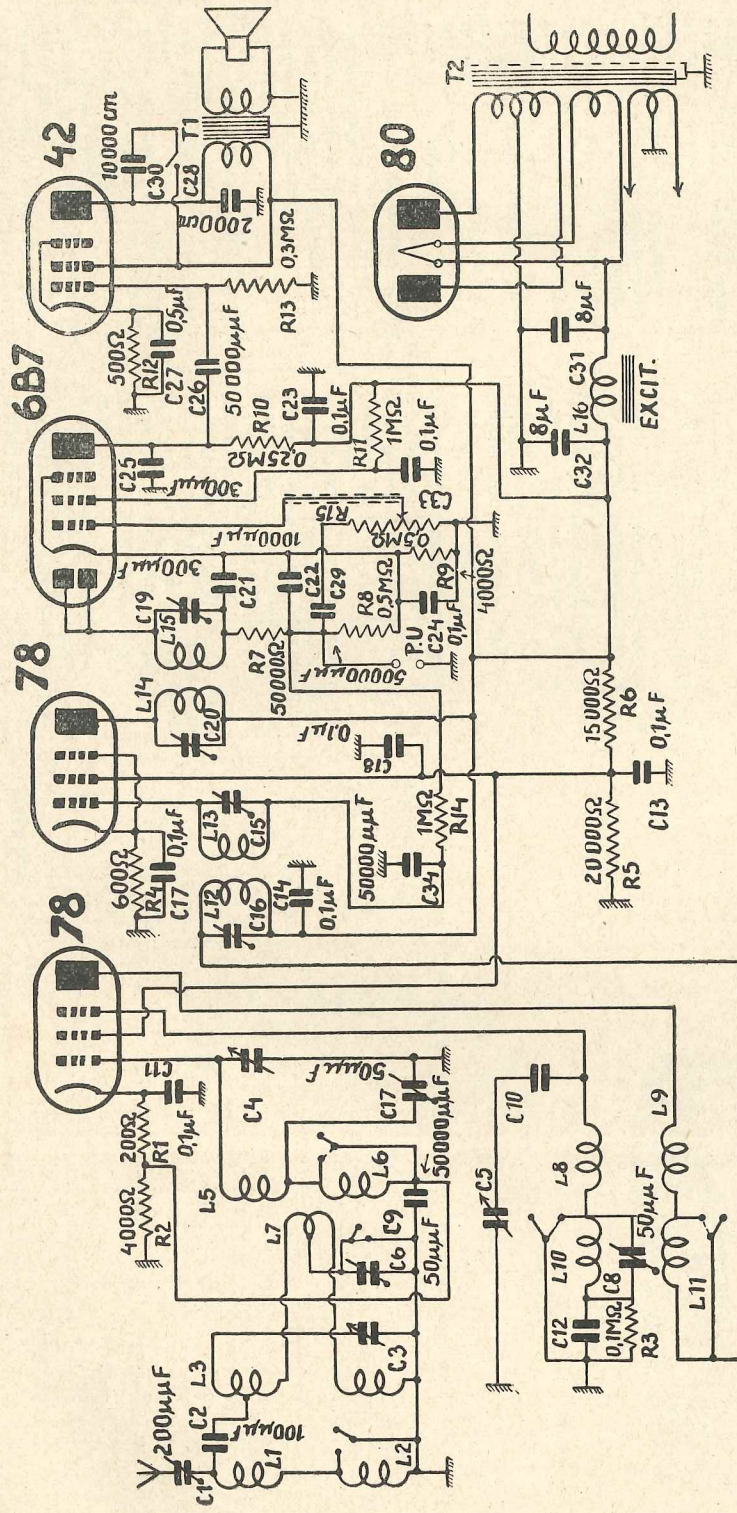 78
78
6B7
42
80
200μμF
C1
C2
100μμF
L1
L2
L3
C3
L7
C6
C9
50μμF
50000μμF
L5
L6
C4
50μμF
C17
4000Ω
R2
200Ω
R1
C11
0,1μF
C5
C10
L8
L9
L10
L11
C12
0,1MΩ
R3
C8
50μμF
600Ω
R4
C17
0,1μF
L12
C16
C14
0,1μF
L13
C15
L14
C20
0,1μF
C18
50000μμF
C34
1MΩ
R14
20000Ω
R5
15000Ω
R6
C13
0,1μF
C19
L15
300μμF
C21
R7
50000Ω
1000μμF
C22
C29
50000μμF
R8
0,5MΩ
P.U
C24
0,1μF
R9
4000Ω
R15
0,5MΩ
C25
300μμF
R10
0,25MΩ
C23
0,1μF
R11
1MΩ
0,1μF
500Ω
R12
C27
0,5μF
C26
50000μμF
R13
0,3MΩ
10000cm
C30
C28
2000cm
T1
T2
8μF
C32
L16
8μF
C31
EXCIT.